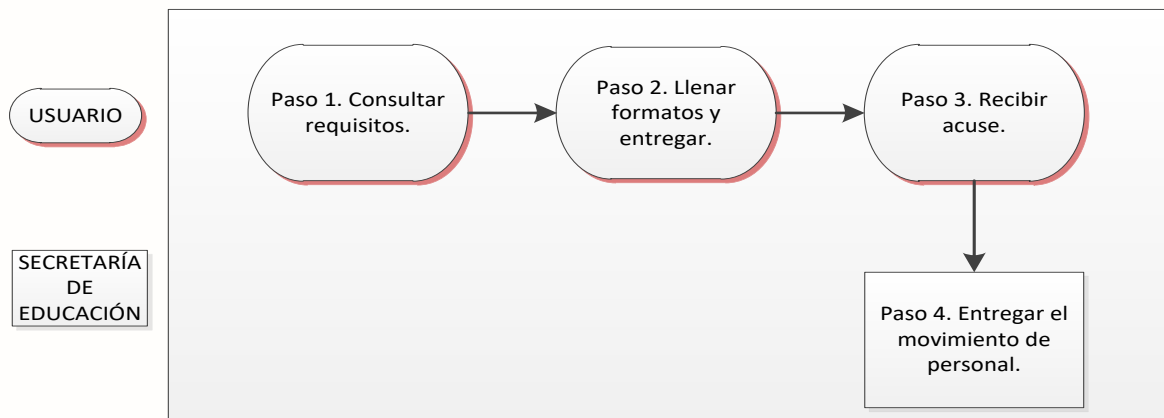 USUARIO
Paso 1. Consultar
requisitos.
Paso 2. Llenar
formatos y
entregar.
Paso 3. Recibir
acuse.
SECRETARÍA
DE
EDUCACIÓN
Paso 4. Entregar el
movimiento de
personal.